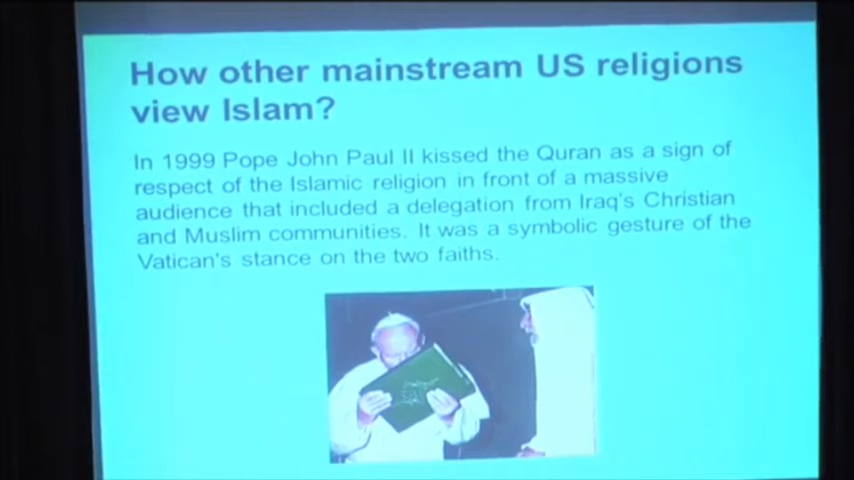 How other mainstream US religions
view Islam?
In 1999 Pope John Paul II kissed the Quran as a sign of
respect of the Islamic religion in front of a massive
audience that included a delegation from Iraq's Christian
and Muslim communities. It was a symbolic gesture of the
Vatican's stance on the two faiths.